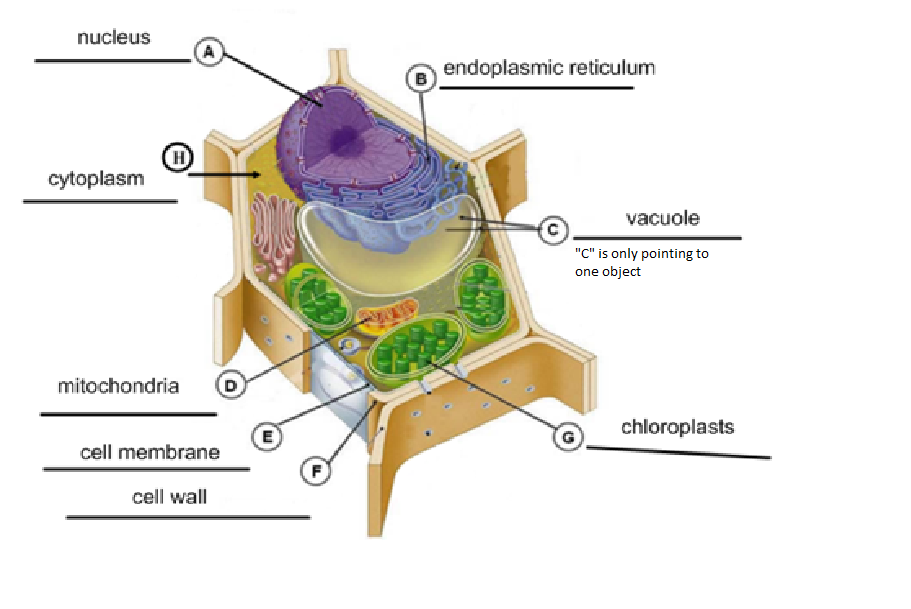 nucleus
A
B
endoplasmic reticulum
H
cytoplasm
vacuole
C
"C" is only pointing to
one object
mitochondria
D
E
G
chloroplasts
cell membrane
F
cell wall